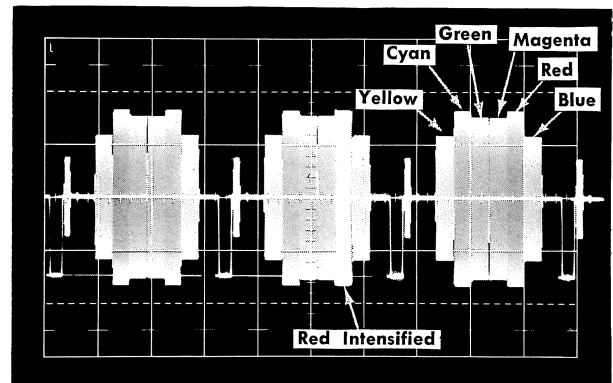 Green
Magenta
Cyan
Red
Yellow
Blue
Red Intensified